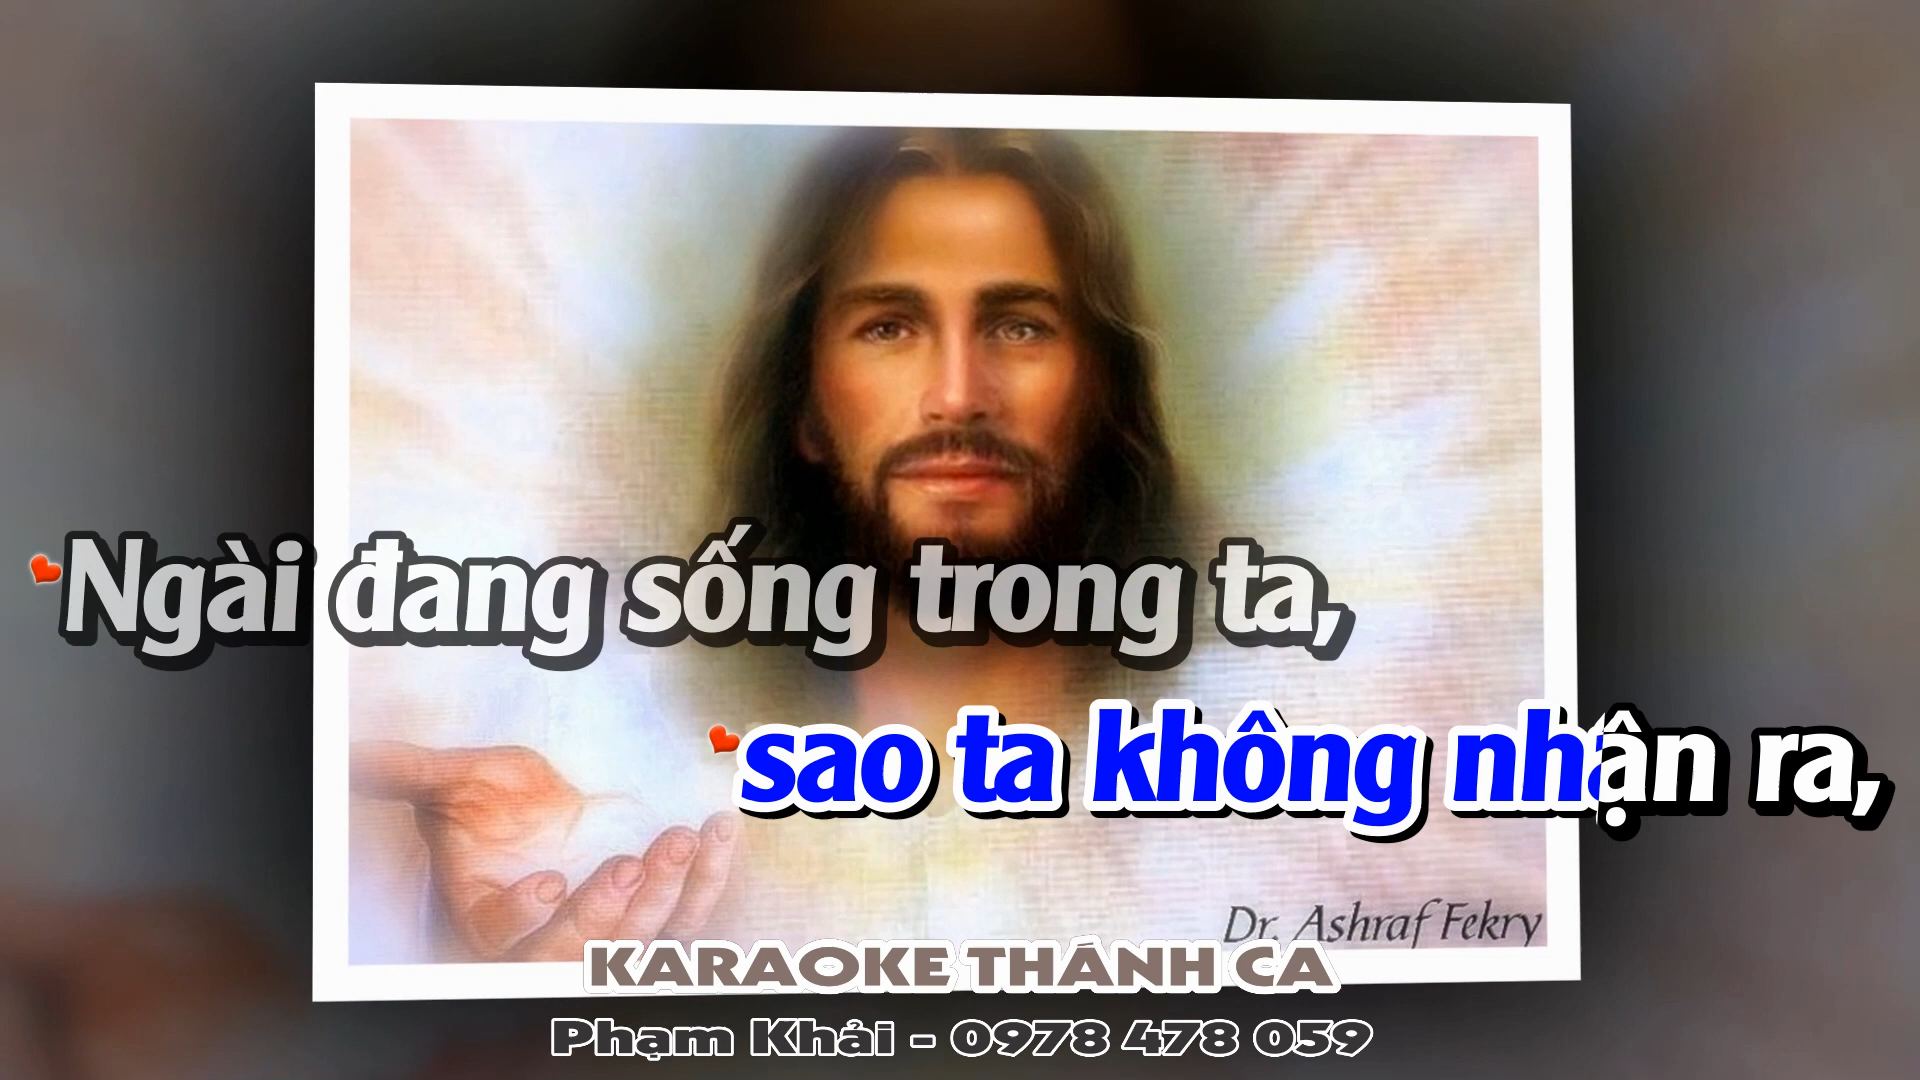 Ngài đang sống trong ta,
sao ta không nhận ra,
Dr. Ashraf Fekry
KARAOKE THÁNH CA
Phạm Khải - 0978 478 059